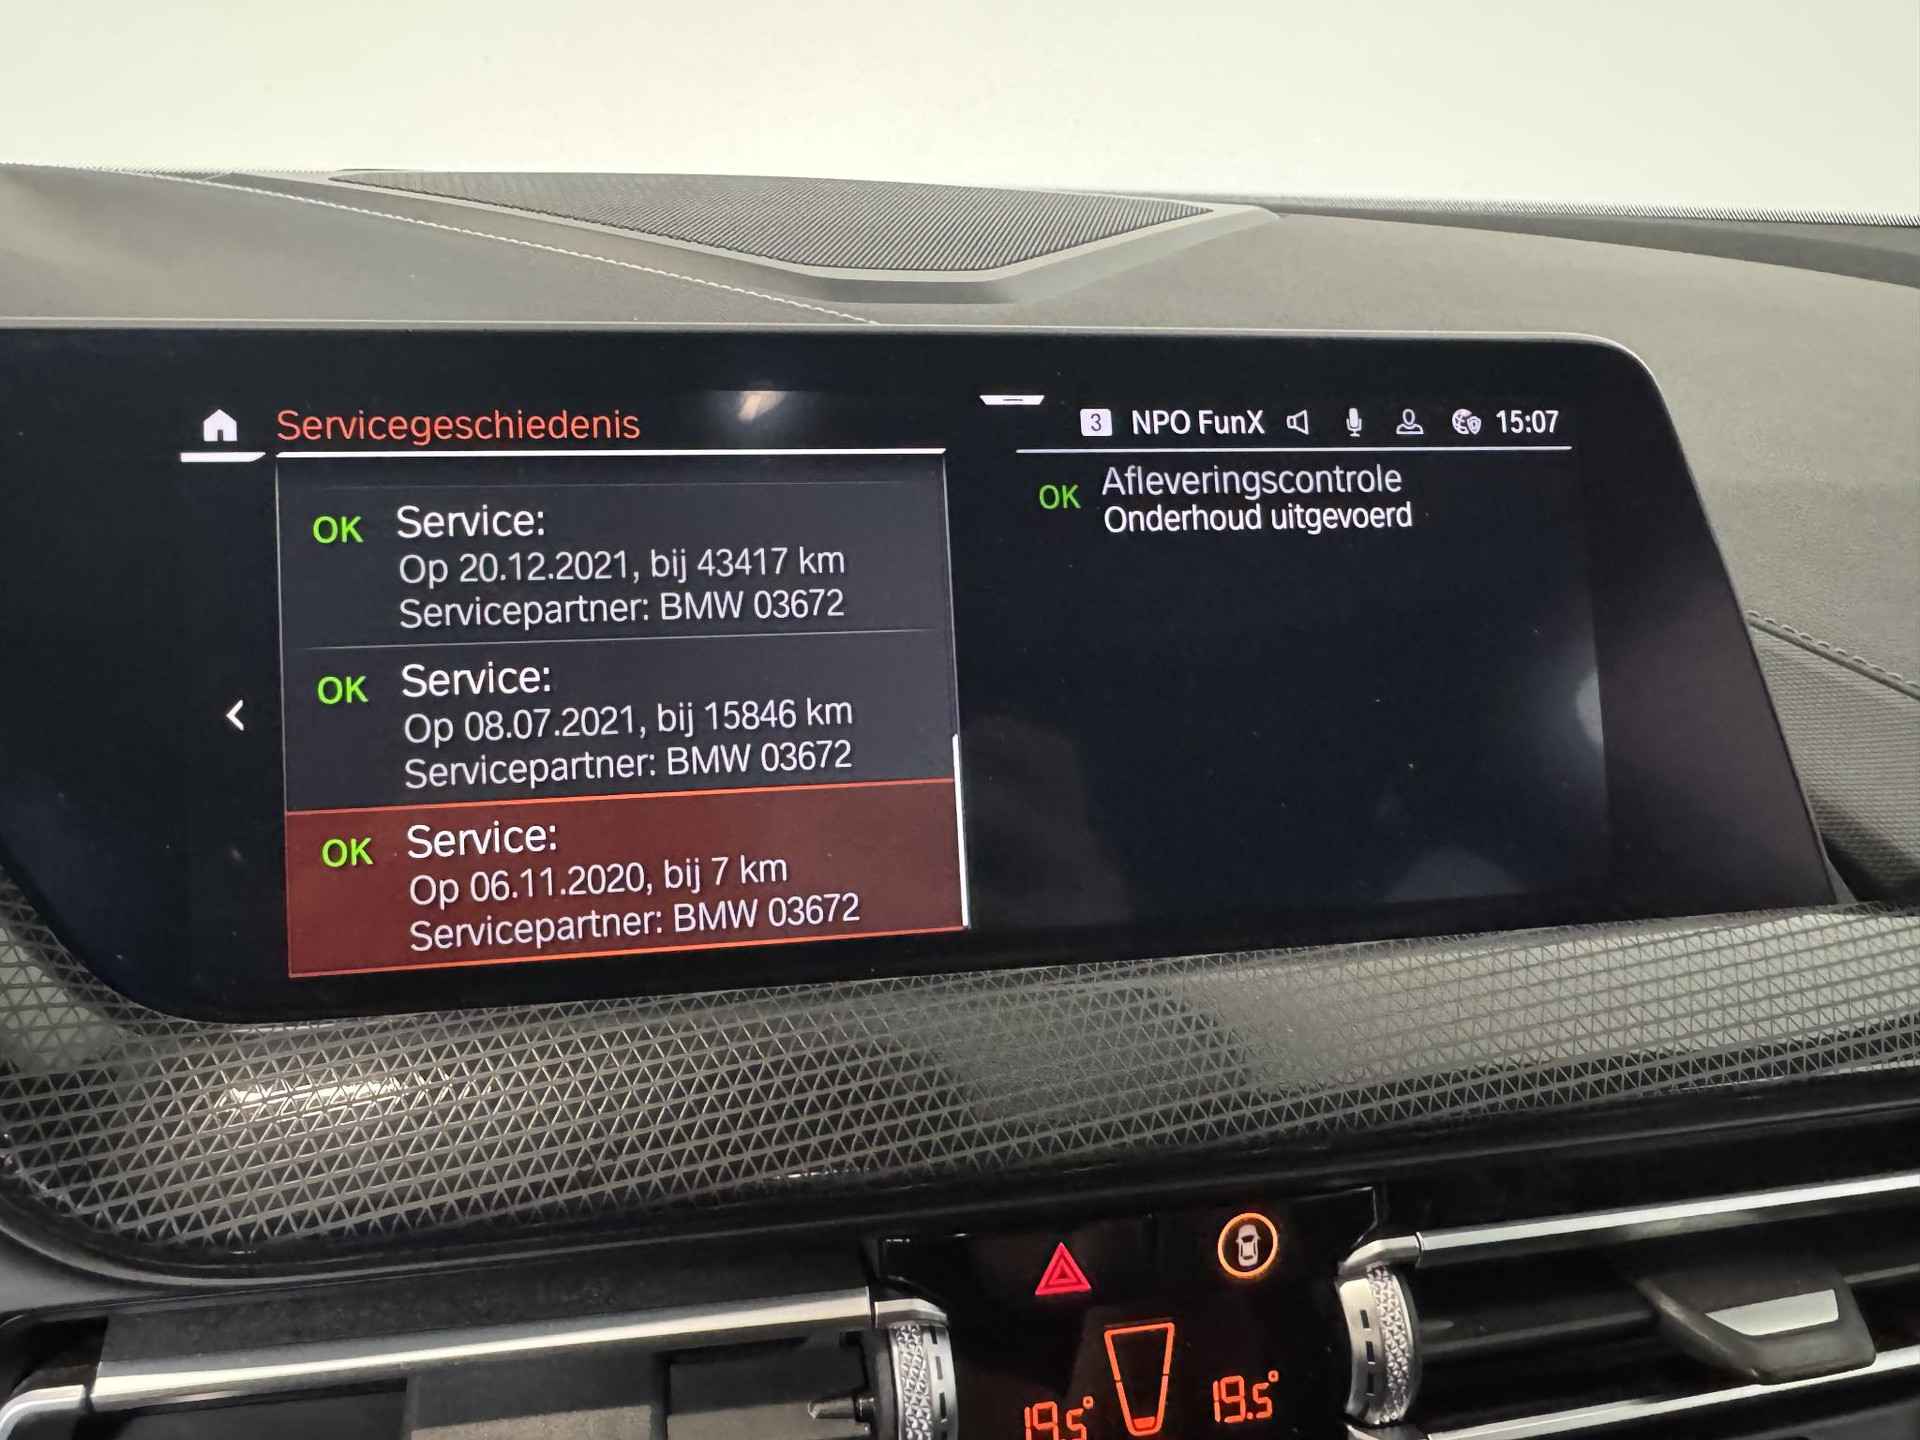 Servicegeschiedenis
3 NPO FunX 15:07
OK Service:
Op 20.12.2021, bij 43417 km
Servicepartner: BMW 03672
OK Service:
Op 08.07.2021, bij 15846 km
Servicepartner: BMW 03672
OK Service:
Op 06.11.2020, bij 7 km
Servicepartner: BMW 03672
OK Afleveringscontrole
Onderhoud uitgevoerd
19.5° 19.5°